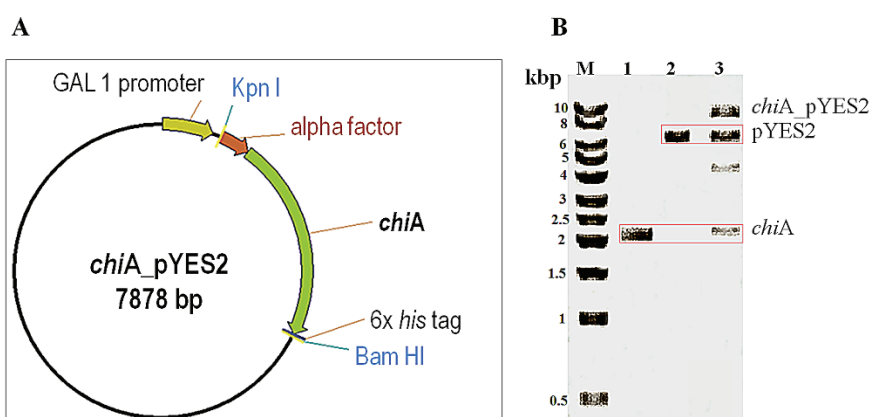 A
GAL 1 promoter
Kpn I
alpha factor
chiA
chiA_pYES2
7878 bp
6x his tag
Bam HI
B
kbp
M 1 2 3
10
8
6
5
4
3
2.5
2
1.5
1
0.5
chiA_pYES2
pYES2
chiA